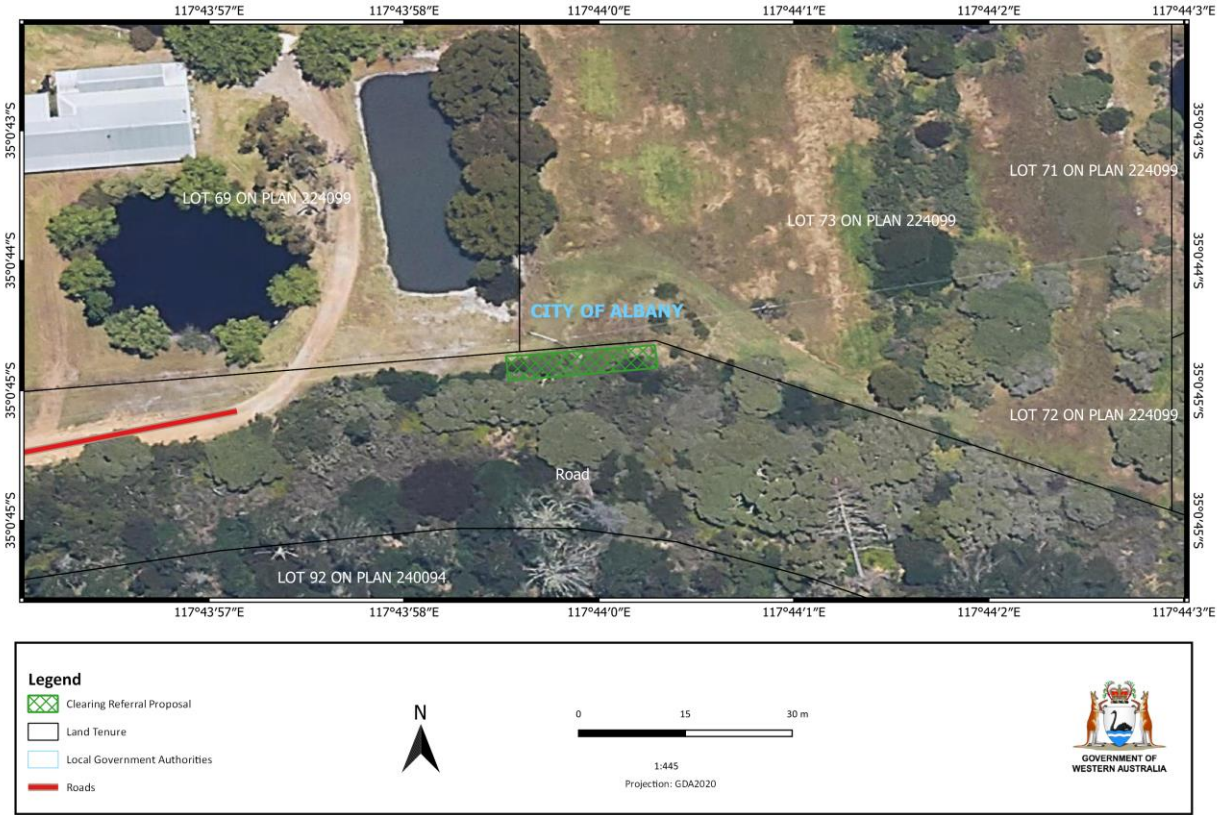 117°43′57″E 117°43′58″E 117°44′0″E 117°44′1″E 117°44′2″E 117°44′3″E
35°0′43″S 35°0′43″S
LOT 71 ON PLAN 224099
LOT 69 ON PLAN 224099
LOT 73 ON PLAN 224099
35°0′44″S 35°0′44″S
CITY OF ALBANY
35°0′45″S 35°0′45″S
LOT 72 ON PLAN 224099
Road
35°0′45″S 35°0′45″S
LOT 92 ON PLAN 240094
117°43′57″E 117°43′58″E 117°44′0″E 117°44′1″E 117°44′2″E 117°44′3″E
Legend
Clearing Referral Proposal
Land Tenure
Local Government Authorities
Roads
N
0 15 30 m
1:445
Projection: GDA2020
GOVERNMENT OF
WESTERN AUSTRALIA